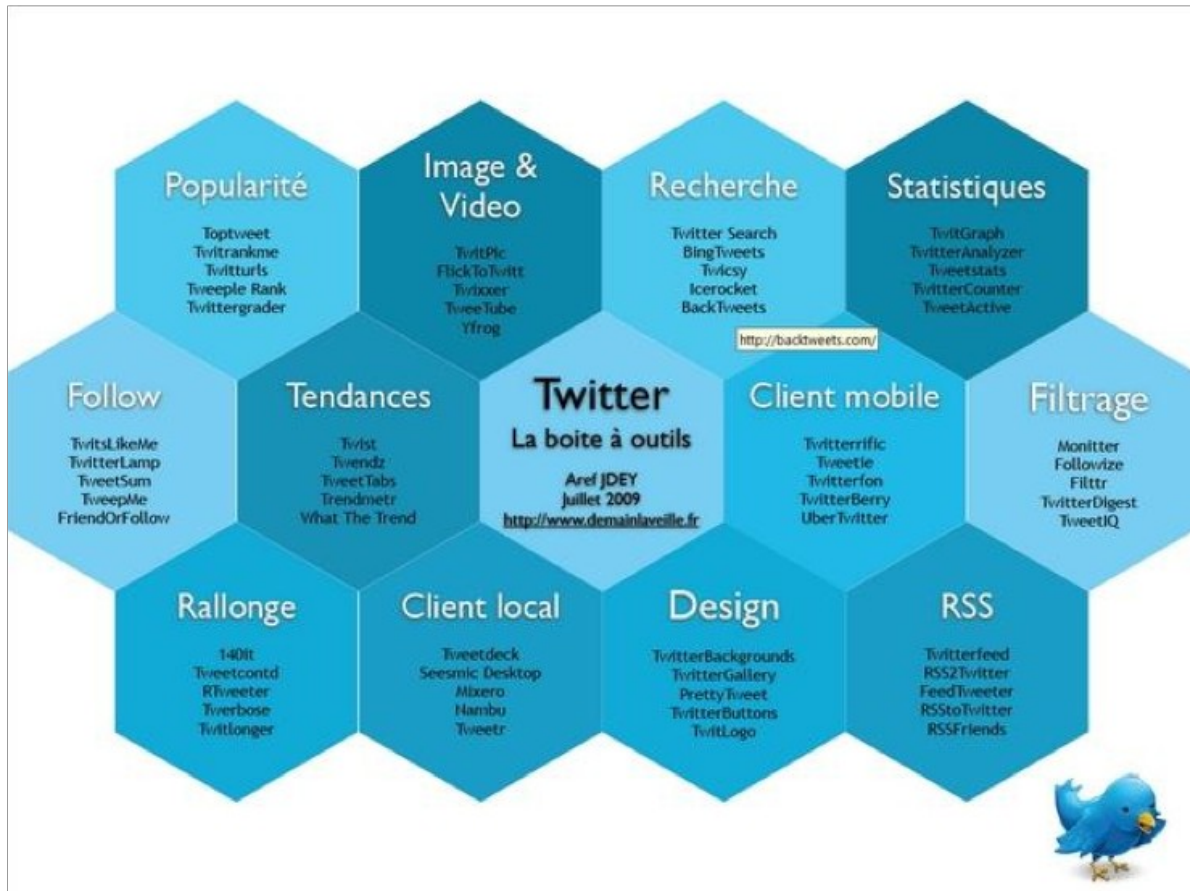 Popularité
Toptweet
Twitrankme
Twitturls
Tweeple Rank
Twittergrader
Image &
Video
TwitPic
FlickToTwitt
Twixxer
TweeTube
Yfrog
Recherche
Twitter Search
BingTweets
Twicsy
Icerocket
BackTweets
http://backtweets.com/
Statistiques
TwitGraph
TwitterAnalyzer
Tweetstats
TwitterCounter
TweetActive
Follow
TwitsLikeMe
TwitterLamp
TweetSum
TweepMe
FriendOrFollow
Tendances
Twist
Twendz
TweetTabs
Trendmetr
What The Trend
Twitter
La boite à outils
Aref JDEY
Juillet 2009
http://www.demainlaveille.fr
Client mobile
Twitterrific
Tweetie
Twitterfon
TwitterBerry
UberTwitter
Filtrage
Monitter
Followize
Filttr
TwitterDigest
TweetIQ
Rallonge
140it
Tweetcontd
RTweeter
Twerbose
Twitlonger
Client local
Tweetdeck
Seesmic Desktop
Mixero
Nambu
Tweetr
Design
TwitterBackgrounds
TwitterGallery
PrettyTweet
TwitterButtons
TwitLogo
RSS
Twitterfeed
RSS2Twitter
FeedTweeter
RSStoTwitter
RSSFriends